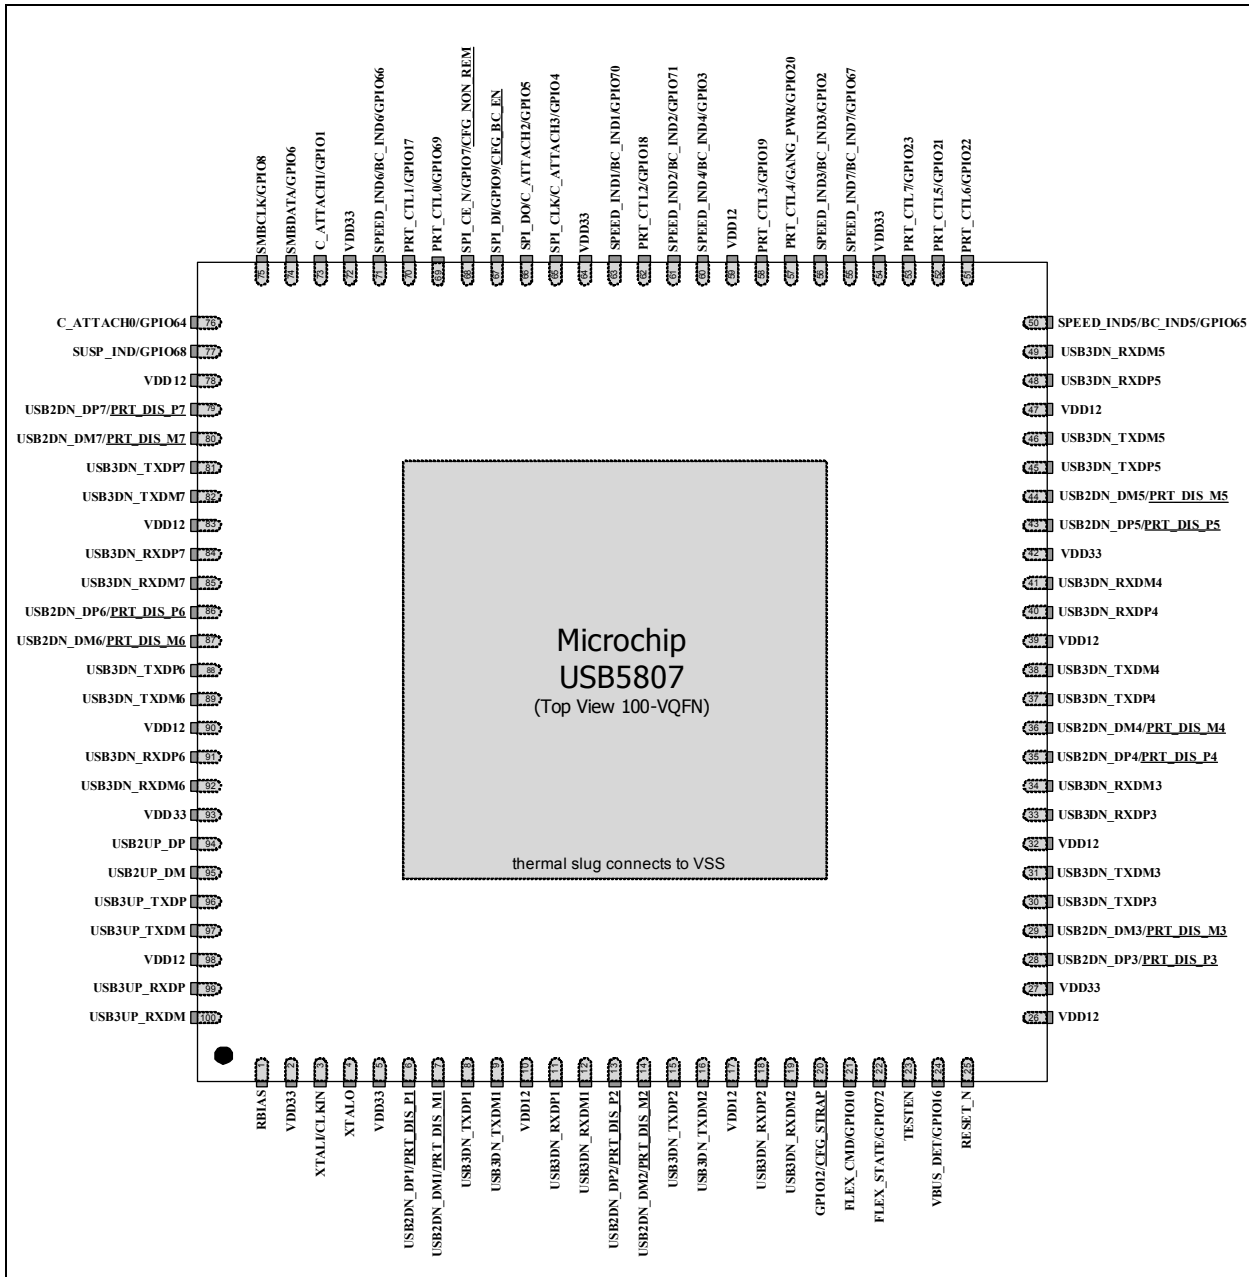 SMBCLK/GPIO8
SMBDATA/GPIO6
C_ATTACH1/GPIO1
VDD33
SPEED_IND6/BC_IND6/GPIO66
PRT_CTL1/GPIO17
PRT_CTL0/GPIO69
SPI_CE_N/GPIO7/CFG_NON_REM
SPI_DI/GPIO9/CFG_BC_EN
SPI_DO/C_ATTACH2/GPIO5
SPI_CLK/C_ATTACH3/GPIO4
VDD33
SPEED_IND1/BC_IND1/GPIO70
PRT_CTL2/GPIO18
SPEED_IND2/BC_IND2/GPIO71
SPEED_IND4/BC_IND4/GPIO3
VDD12
PRT_CTL3/GPIO19
PRT_CTL4/GANG_PWR/GPIO20
SPEED_IND3/BC_IND3/GPIO2
SPEED_IND7/BC_IND7/GPIO67
VDD33
PRT_CTL7/GPIO23
PRT_CTL5/GPIO21
PRT_CTL6/GPIO22
75 74 73 72 71 70 69 68 67 66 65 64 63 62 61 60 59 58 57 56 55 54 53 52 51
C_ATTACH0/GPIO64 76
SUSP_IND/GPIO68 77
VDD12 78
USB2DN_DP7/PRT_DIS_P7 79
USB2DN_DM7/PRT_DIS_M7 80
USB3DN_TXDP7 81
USB3DN_TXDM7 82
VDD12 83
USB3DN_RXDP7 84
USB3DN_RXDM7 85
USB2DN_DP6/PRT_DIS_P6 86
USB2DN_DM6/PRT_DIS_M6 87
USB3DN_TXDP6 88
USB3DN_TXDM6 89
VDD12 90
USB3DN_RXDP6 91
USB3DN_RXDM6 92
VDD33 93
USB2UP_DP 94
USB2UP_DM 95
USB3UP_TXDP 96
USB3UP_TXDM 97
VDD12 98
USB3UP_RXDP 99
USB3UP_RXDM 100
Microchip
USB5807
(Top View 100-VQFN)
thermal slug connects to VSS
50 SPEED_IND5/BC_IND5/GPIO65
49 USB3DN_RXDM5
48 USB3DN_RXDP5
47 VDD12
46 USB3DN_TXDM5
45 USB3DN_TXDP5
44 USB2DN_DM5/PRT_DIS_M5
43 USB2DN_DP5/PRT_DIS_P5
42 VDD33
41 USB3DN_RXDM4
40 USB3DN_RXDP4
39 VDD12
38 USB3DN_TXDM4
37 USB3DN_TXDP4
36 USB2DN_DM4/PRT_DIS_M4
35 USB2DN_DP4/PRT_DIS_P4
34 USB3DN_RXDM3
33 USB3DN_RXDP3
32 VDD12
31 USB3DN_TXDM3
30 USB3DN_TXDP3
29 USB2DN_DM3/PRT_DIS_M3
28 USB2DN_DP3/PRT_DIS_P3
27 VDD33
26 VDD12
1 2 3 4 5 6 7 8 9 10 11 12 13 14 15 16 17 18 19 20 21 22 23 24 25
RBIAS
VDD33
XTALI/CLKIN
XTALO
VDD33
USB2DN_DP1/PRT_DIS_P1
USB2DN_DM1/PRT_DIS_M1
USB3DN_TXDP1
USB3DN_TXDM1
VDD12
USB3DN_RXDP1
USB3DN_RXDM1
USB2DN_DP2/PRT_DIS_P2
USB2DN_DM2/PRT_DIS_M2
USB3DN_TXDP2
USB3DN_TXDM2
VDD12
USB3DN_RXDP2
USB3DN_RXDM2
GPIO12/CFG_STRAP
FLEX_CMD/GPIO10
FLEX_STATE/GPIO72
TESTEN
VBUS_DET/GPIO16
RESET_N